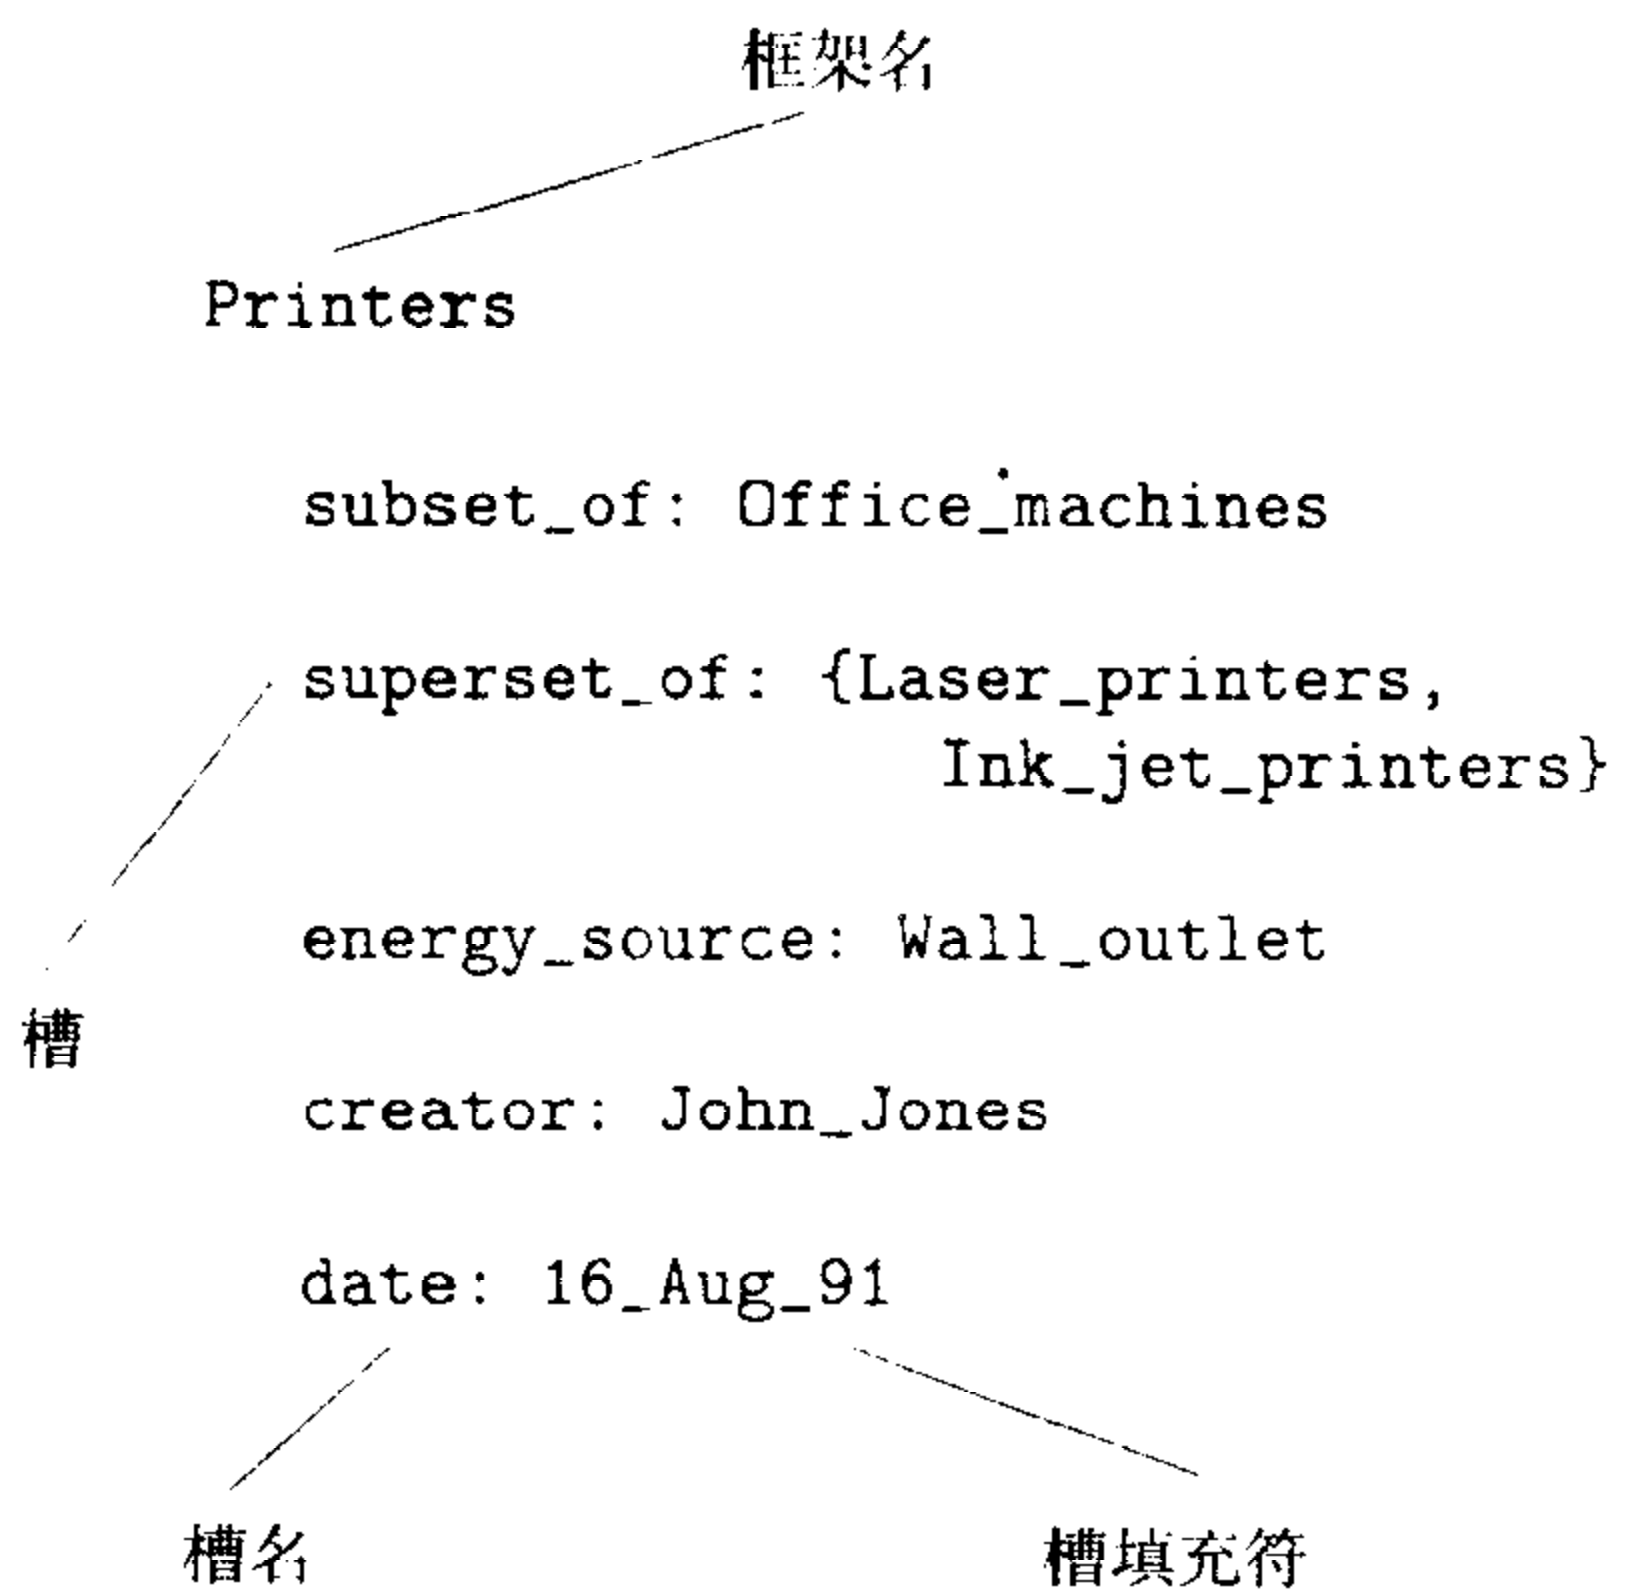 框架名
Printers
subset_of: Office_machines
superset_of: {Laser_printers,
Ink_jet_printers}
energy_source: Wall_outlet
槽
creator: John_Jones
date: 16_Aug_91
槽名
槽填充符